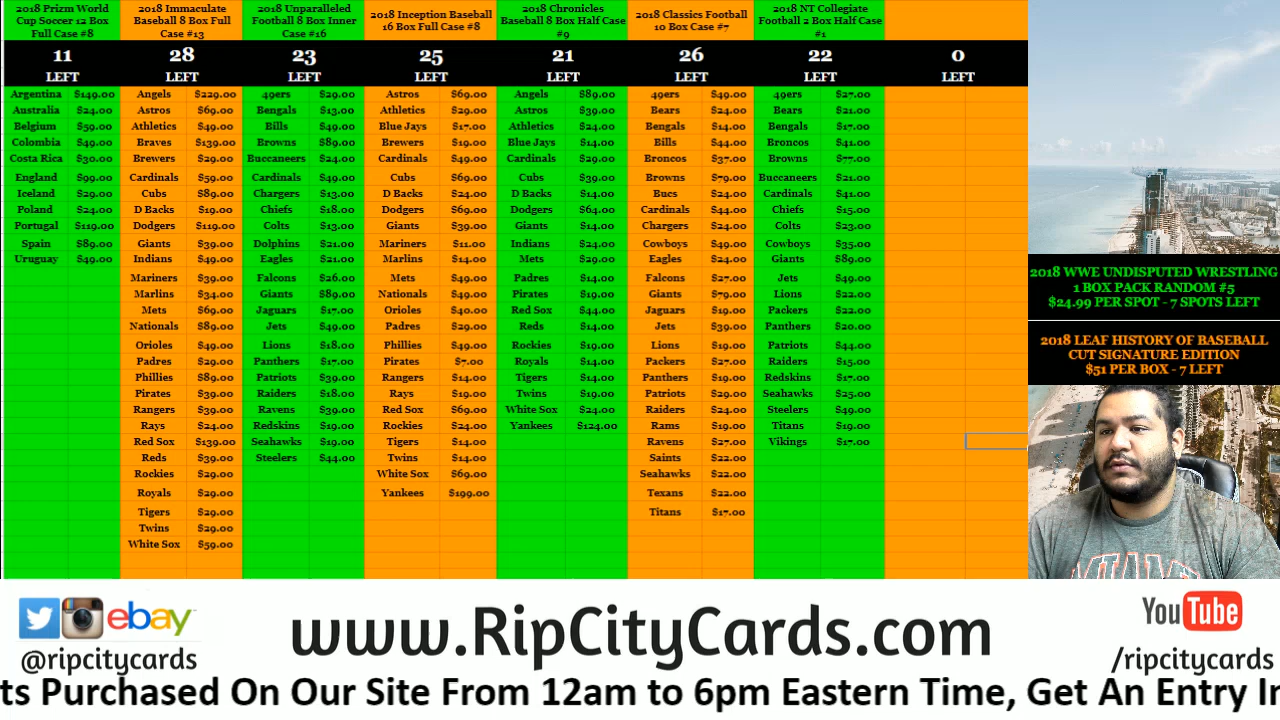 2018 Prizm World
Cup Soccer 12 Box
Full Case #8
11
LEFT
Argentina $149.00
Australia $24.00
Belgium $59.00
Colombia $49.00
Costa Rica $30.00
England $99.00
Iceland $29.00
Poland $24.00
Portugal $119.00
Spain $89.00
Uruguay $49.00
2018 Immaculate
Baseball 8 Box Full
Case #13
28
LEFT
Angels $229.00
Astros $69.00
Athletics $49.00
Braves $139.00
Brewers $29.00
Cardinals $59.00
Cubs $89.00
D Backs $19.00
Dodgers $119.00
Giants $39.00
Indians $49.00
Mariners $39.00
Marlins $34.00
Mets $69.00
Nationals $89.00
Orioles $49.00
Padres $29.00
Phillies $89.00
Pirates $39.00
Rangers $39.00
Rays $24.00
Red Sox $139.00
Reds $39.00
Rockies $29.00
Royals $29.00
Tigers $29.00
Twins $29.00
White Sox $59.00
2018 Unparalleled
Football 8 Box Inner
Case #16
23
LEFT
49ers $29.00
Bengals $13.00
Bills $49.00
Browns $89.00
Buccaneers $24.00
Cardinals $49.00
Chargers $13.00
Chiefs $18.00
Colts $13.00
Dolphins $21.00
Eagles $21.00
Falcons $26.00
Giants $89.00
Jaguars $17.00
Jets $49.00
Lions $18.00
Panthers $17.00
Patriots $39.00
Raiders $18.00
Ravens $39.00
Redskins $19.00
Seahawks $19.00
Steelers $44.00
2018 Inception Baseball
16 Box Full Case #8
25
LEFT
Astros $69.00
Athletics $29.00
Blue Jays $17.00
Brewers $19.00
Cardinals $49.00
Cubs $69.00
D Backs $24.00
Dodgers $69.00
Giants $39.00
Mariners $11.00
Marlins $14.00
Mets $49.00
Nationals $49.00
Orioles $40.00
Padres $29.00
Phillies $49.00
Pirates $7.00
Rangers $14.00
Rays $19.00
Red Sox $69.00
Rockies $24.00
Tigers $14.00
Twins $14.00
White Sox $69.00
Yankees $199.00
2018 Chronicles
Baseball 8 Box Half Case
#9
21
LEFT
Angels $89.00
Astros $39.00
Athletics $24.00
Blue Jays $14.00
Cardinals $29.00
Cubs $39.00
D Backs $14.00
Dodgers $64.00
Giants $14.00
Indians $24.00
Mets $29.00
Padres $14.00
Pirates $19.00
Red Sox $44.00
Reds $14.00
Rockies $19.00
Royals $14.00
Tigers $14.00
Twins $19.00
White Sox $24.00
Yankees $124.00
2018 Classics Football
10 Box Case #7
26
LEFT
49ers $49.00
Bears $24.00
Bengals $14.00
Bills $44.00
Broncos $37.00
Browns $79.00
Bucs $24.00
Cardinals $44.00
Chargers $24.00
Cowboys $49.00
Eagles $24.00
Falcons $27.00
Giants $79.00
Jaguars $19.00
Jets $39.00
Lions $19.00
Packers $27.00
Panthers $19.00
Patriots $29.00
Raiders $24.00
Rams $19.00
Ravens $27.00
Saints $22.00
Seahawks $22.00
Texans $22.00
Titans $17.00
2018 NT Collegiate
Football 2 Box Half Case
#1
22
LEFT
49ers $27.00
Bears $21.00
Bengals $17.00
Broncos $41.00
Browns $77.00
Buccaneers $21.00
Cardinals $41.00
Chiefs $15.00
Colts $23.00
Cowboys $35.00
Giants $89.00
Jets $49.00
Lions $22.00
Packers $22.00
Panthers $20.00
Patriots $44.00
Raiders $15.00
Redskins $17.00
Seahawks $25.00
Steelers $49.00
Titans $19.00
Vikings $17.00
0
LEFT
2018 WWE UNDISPUTED WRESTLING
1 BOX PACK RANDOM #5
$24.99 PER SPOT - 7 SPOTS LEFT
2018 LEAF HISTORY OF BASEBALL
CUT SIGNATURE EDITION
$51 PER BOX - 7 LEFT
ebay
@ripcitycards
www.RipCityCards.com
YouTube
/ripcitycards
ts Purchased On Our Site From 12am to 6pm Eastern Time, Get An Entry In